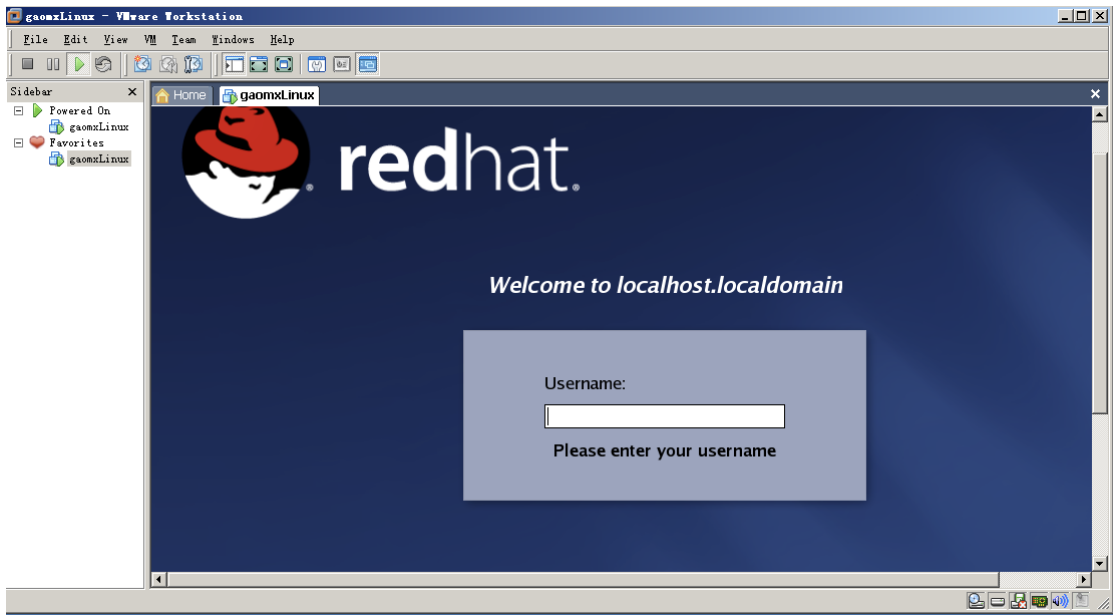 gaomxLinux - VMware Workstation
File Edit View VM Team Windows Help
Sidebar
Powered On
gaomxLinux
Favorites
gaomxLinux
Home
gaomxLinux
redhat.
Welcome to localhost.localdomain
Username:
Please enter your username